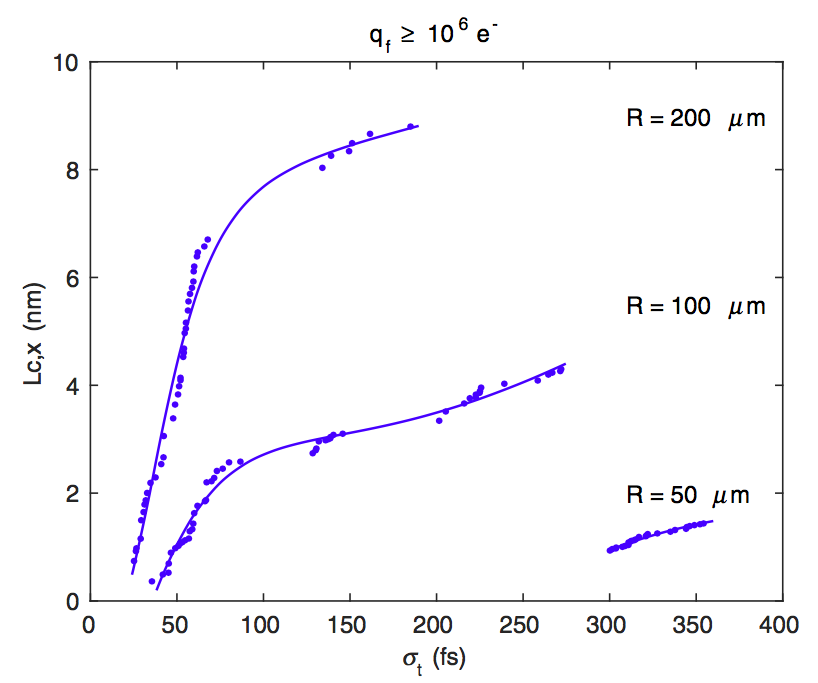 q_f ≥ 10^6 e^-
10
8
6
4
2
0
Lc,x (nm)
R = 200 μm
R = 100 μm
R = 50 μm
0 50 100 150 200 250 300 350 400
σ_t (fs)